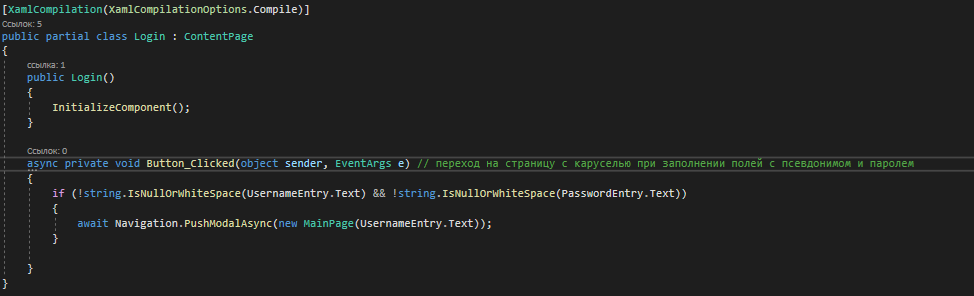 [XamlCompilation(XamlCompilationOptions.Compile)]
Ссылок: 5
public partial class Login : ContentPage
{
ссылка: 1
public Login()
{
InitializeComponent();
}
Ссылок: 0
async private void Button_Clicked(object sender, EventArgs e) // переход на страницу с каруселью при заполнении полей с псевдонимом и паролем
{
if (!string.IsNullOrWhiteSpace(UsernameEntry.Text) && !string.IsNullOrWhiteSpace(PasswordEntry.Text))
{
await Navigation.PushModalAsync(new MainPage(UsernameEntry.Text));
}
}
}